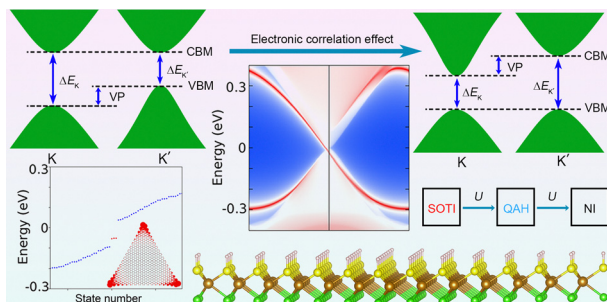 Electronic correlation effect
CBM
ΔE_K
ΔE_K′
VBM
VP
K
K′
CBM
VP
ΔE_K
ΔE_K′
VBM
K
K′
0.3
0
-0.3
Energy (eV)
State number
0.3
0
-0.3
Energy (eV)
SOTI
U
QAH
U
NI